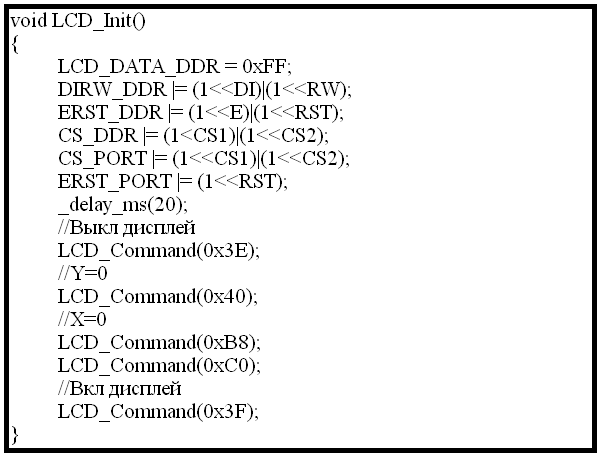 void LCD_Init()
{
LCD_DATA_DDR = 0xFF;
DIRW_DDR |= (1<<DI)|(1<<RW);
ERST_DDR |= (1<<E)|(1<<RST);
CS_DDR |= (1<CS1)|(1<<CS2);
CS_PORT |= (1<<CS1)|(1<<CS2);
ERST_PORT |= (1<<RST);
_delay_ms(20);
//Выкл дисплей
LCD_Command(0x3E);
//Y=0
LCD_Command(0x40);
//X=0
LCD_Command(0xB8);
LCD_Command(0xC0);
//Вкл дисплей
LCD_Command(0x3F);
}